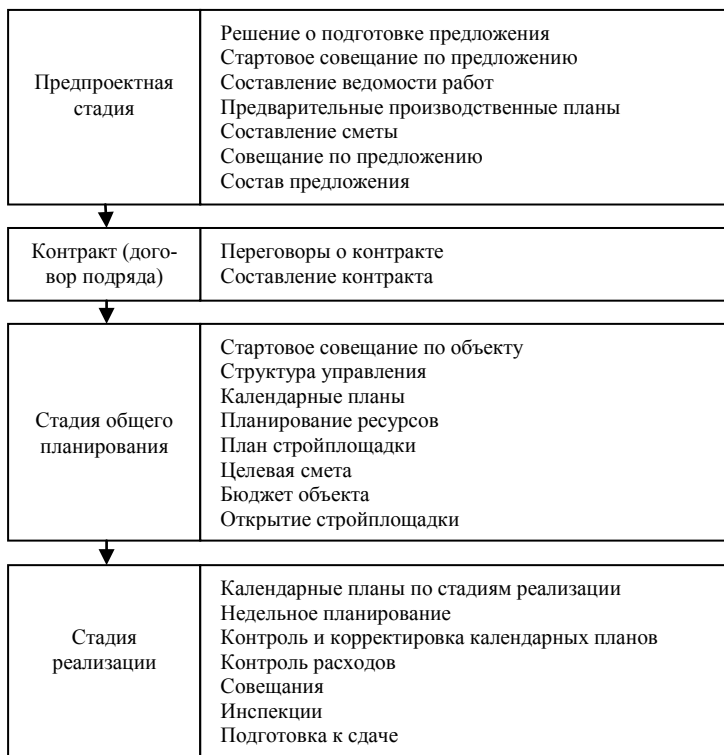 Предпроектная
стадия
Решение о подготовке предложения
Стартовое совещание по предложению
Составление ведомости работ
Предварительные производственные планы
Составление сметы
Совещание по предложению
Состав предложения
Контракт (дого-
вор подряда)
Переговоры о контракте
Составление контракта
Стадия общего
планирования
Стартовое совещание по объекту
Структура управления
Календарные планы
Планирование ресурсов
План стройплощадки
Целевая смета
Бюджет объекта
Открытие стройплощадки
Стадия
реализации
Календарные планы по стадиям реализации
Недельное планирование
Контроль и корректировка календарных планов
Контроль расходов
Совещания
Инспекции
Подготовка к сдаче